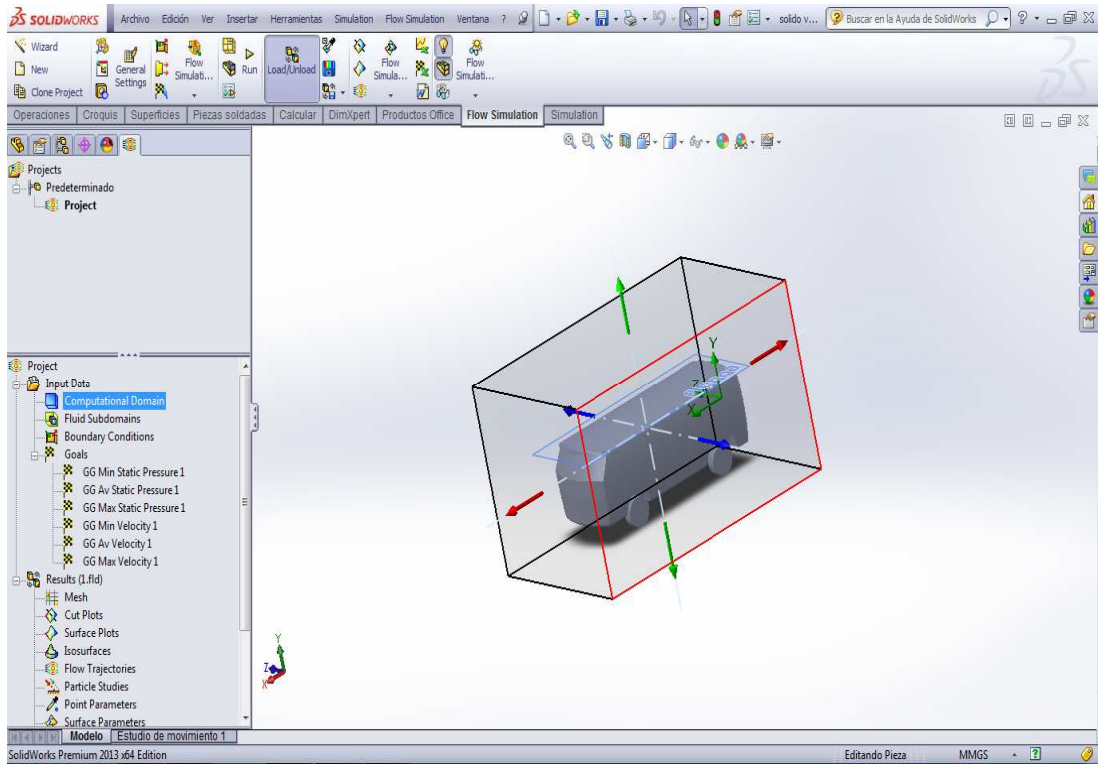 SOLIDWORKS Archivo Edición Ver Insertar Herramientas Simulation Flow Simulation Ventana ? solido v... Buscar en la Ayuda de SolidWorks
Wizard
New
Clone Project
General Settings
Flow Simulati...
Run
Load/Unload
Flow Simula...
Flow Simulati...
Operaciones Croquis Superficies Piezas soldadas Calcular DimXpert Productos Office Flow Simulation Simulation
Projects
Predeterminado
Project
Project
Input Data
Computational Domain
Fluid Subdomains
Boundary Conditions
Goals
GG Min Static Pressure 1
GG Av Static Pressure 1
GG Max Static Pressure 1
GG Min Velocity 1
GG Av Velocity 1
GG Max Velocity 1
Results (1.fld)
Mesh
Cut Plots
Surface Plots
Isosurfaces
Flow Trajectories
Particle Studies
Point Parameters
Surface Parameters
Y
Z
X
Y
Z
X
Modelo Estudio de movimiento 1
SolidWorks Premium 2013 x64 Edition Editando Pieza MMGS